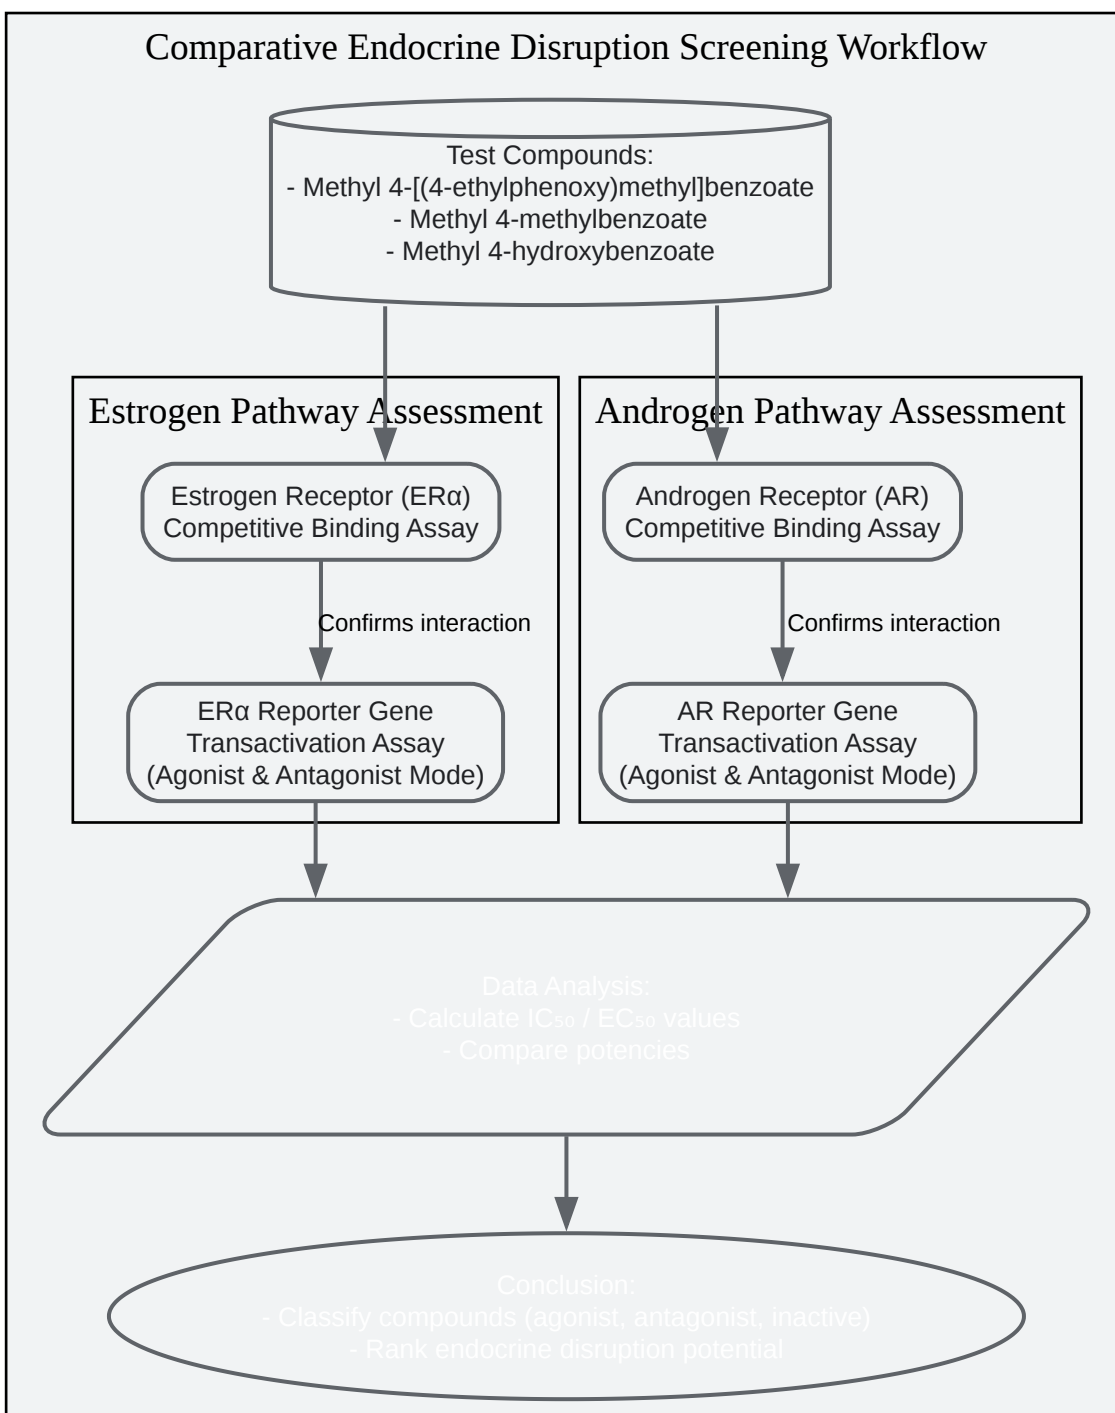 Comparative Endocrine Disruption Screening Workflow
Test Compounds:
- Methyl 4-[(4-ethylphenoxy)methyl]benzoate
- Methyl 4-methylbenzoate
- Methyl 4-hydroxybenzoate
Estrogen Pathway Assessment
Estrogen Receptor (ERα)
Competitive Binding Assay
Confirms interaction
ERα Reporter Gene
Transactivation Assay
(Agonist & Antagonist Mode)
Androgen Pathway Assessment
Androgen Receptor (AR)
Competitive Binding Assay
Confirms interaction
AR Reporter Gene
Transactivation Assay
(Agonist & Antagonist Mode)
Data Analysis:
- Calculate IC₅₀ / EC₅₀ values
- Compare potencies
Conclusion:
- Classify compounds (agonist, antagonist, inactive)
- Rank endocrine disruption potential